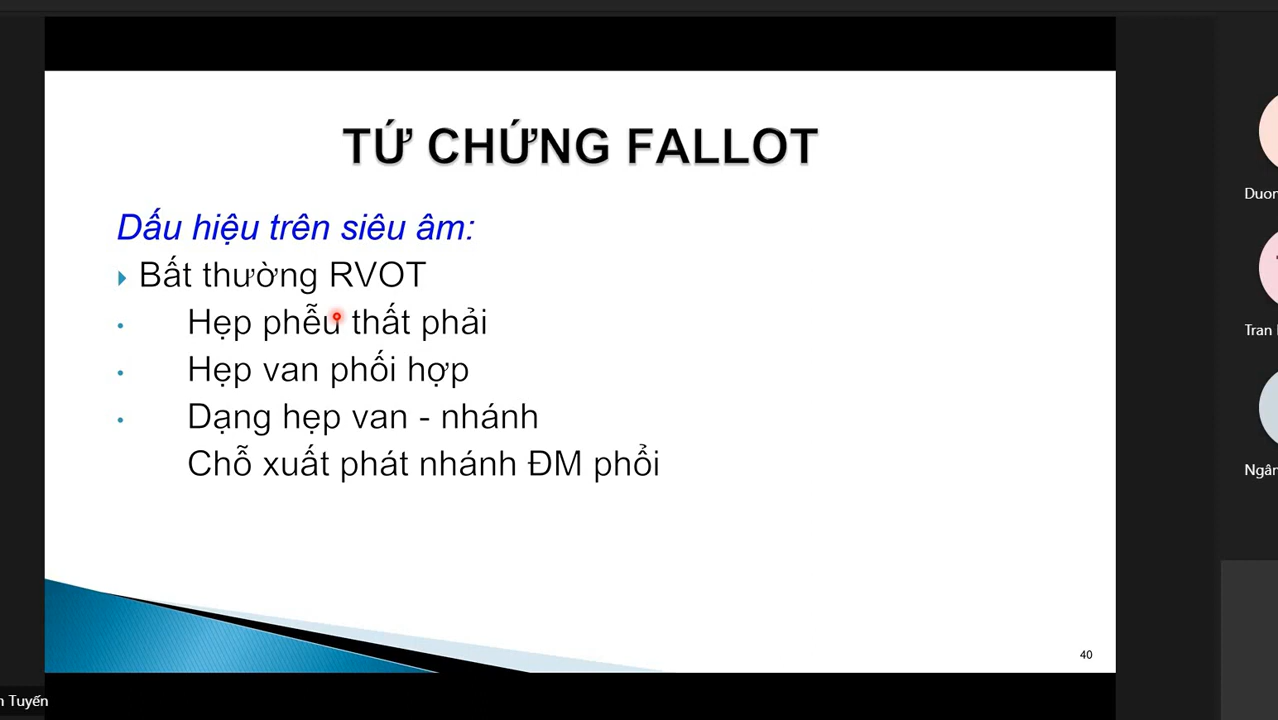 TỨ CHỨNG FALLOT
Dấu hiệu trên siêu âm:
Bất thường RVOT
Hẹp phễu thất phải
Hẹp van phối hợp
Dạng hẹp van - nhánh
Chỗ xuất phát nhánh ĐM phổi
40
Duon
Tran
Ngân
n Tuyến